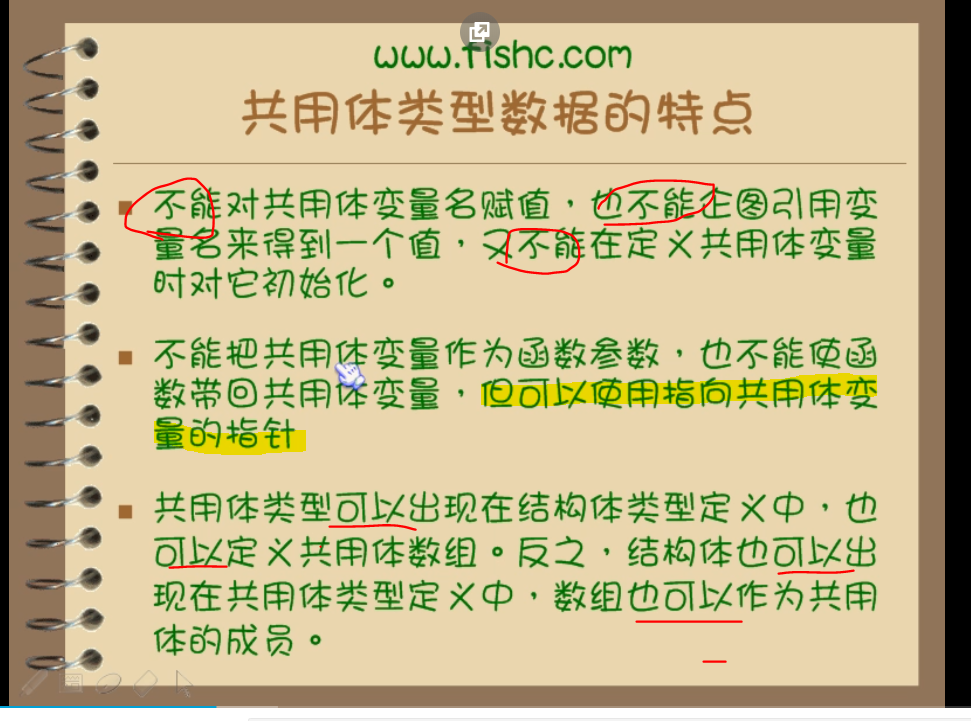 www.fishc.com
共用体类型数据的特点
不能对共用体变量名赋值，也不能企图引用变
量名来得到一个值，又不能在定义共用体变量
时对它初始化。
不能把共用体变量作为函数参数，也不能使函
数带回共用体变量，但可以使用指向共用体变
量的指针
共用体类型可以出现在结构体类型定义中，也
可以定义共用体数组。反之，结构体也可以出
现在共用体类型定义中，数组也可以作为共用
体的成员。